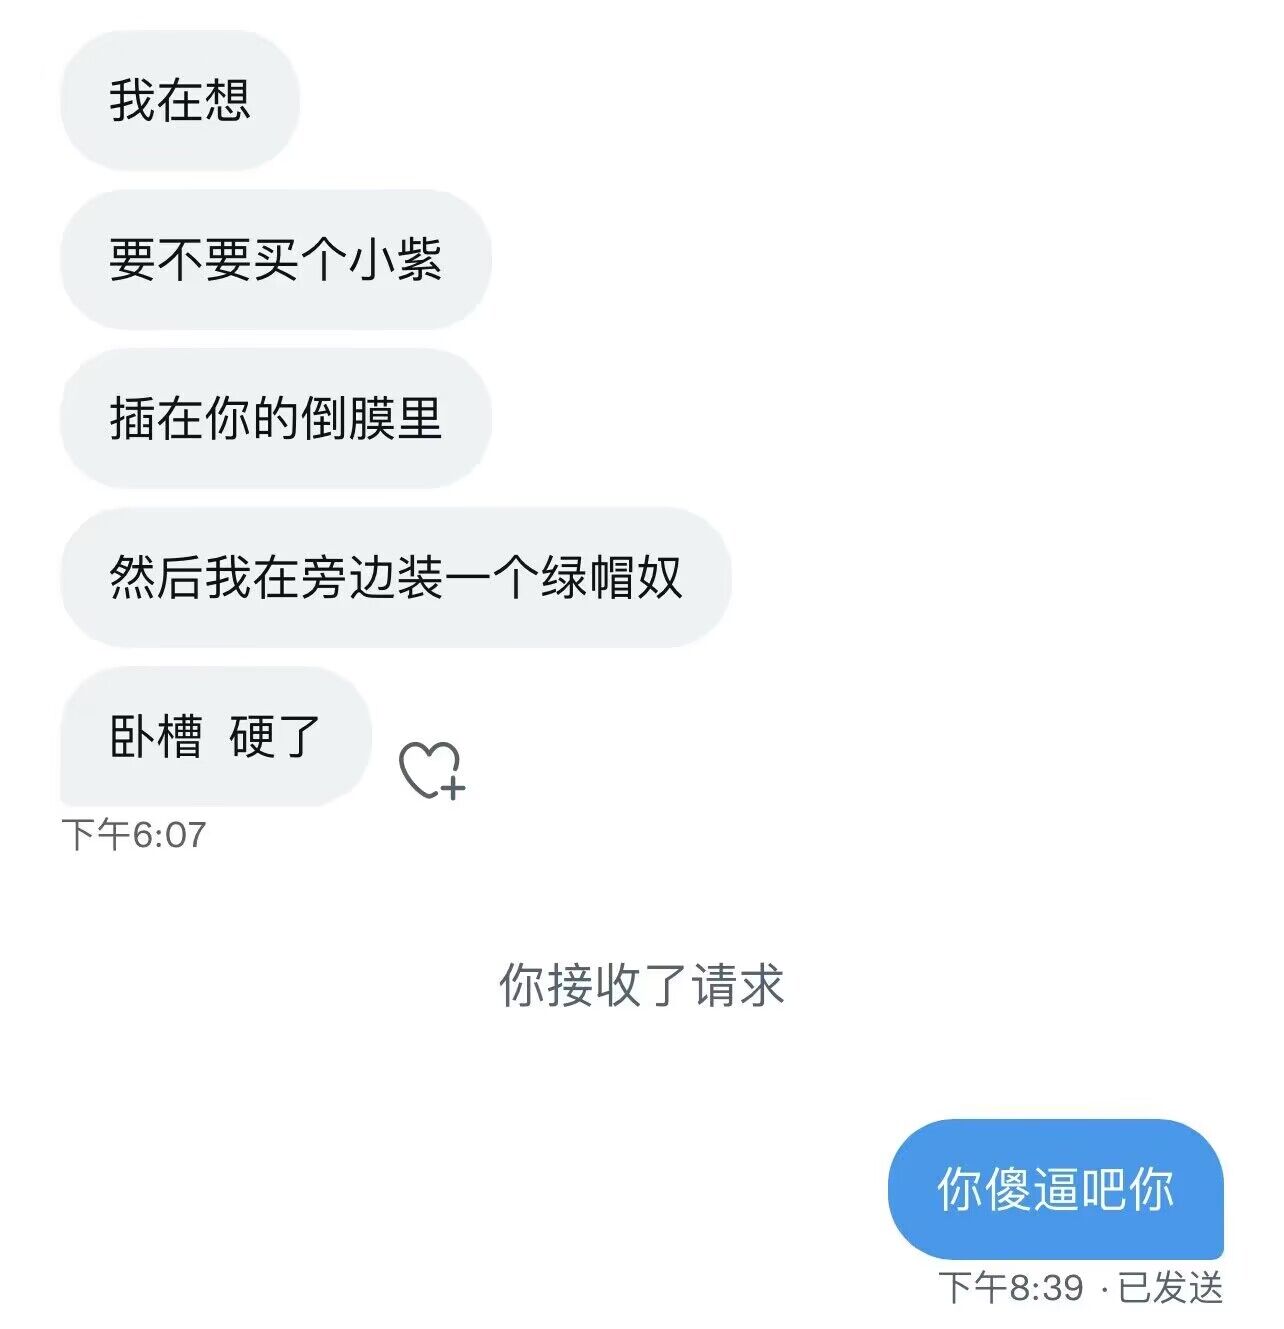 我在想
要不要买个小紫
插在你的倒膜里
然后我在旁边装一个绿帽奴
卧槽 硬了
下午6:07
你接收了请求
你傻逼吧你
下午8:39 · 已发送